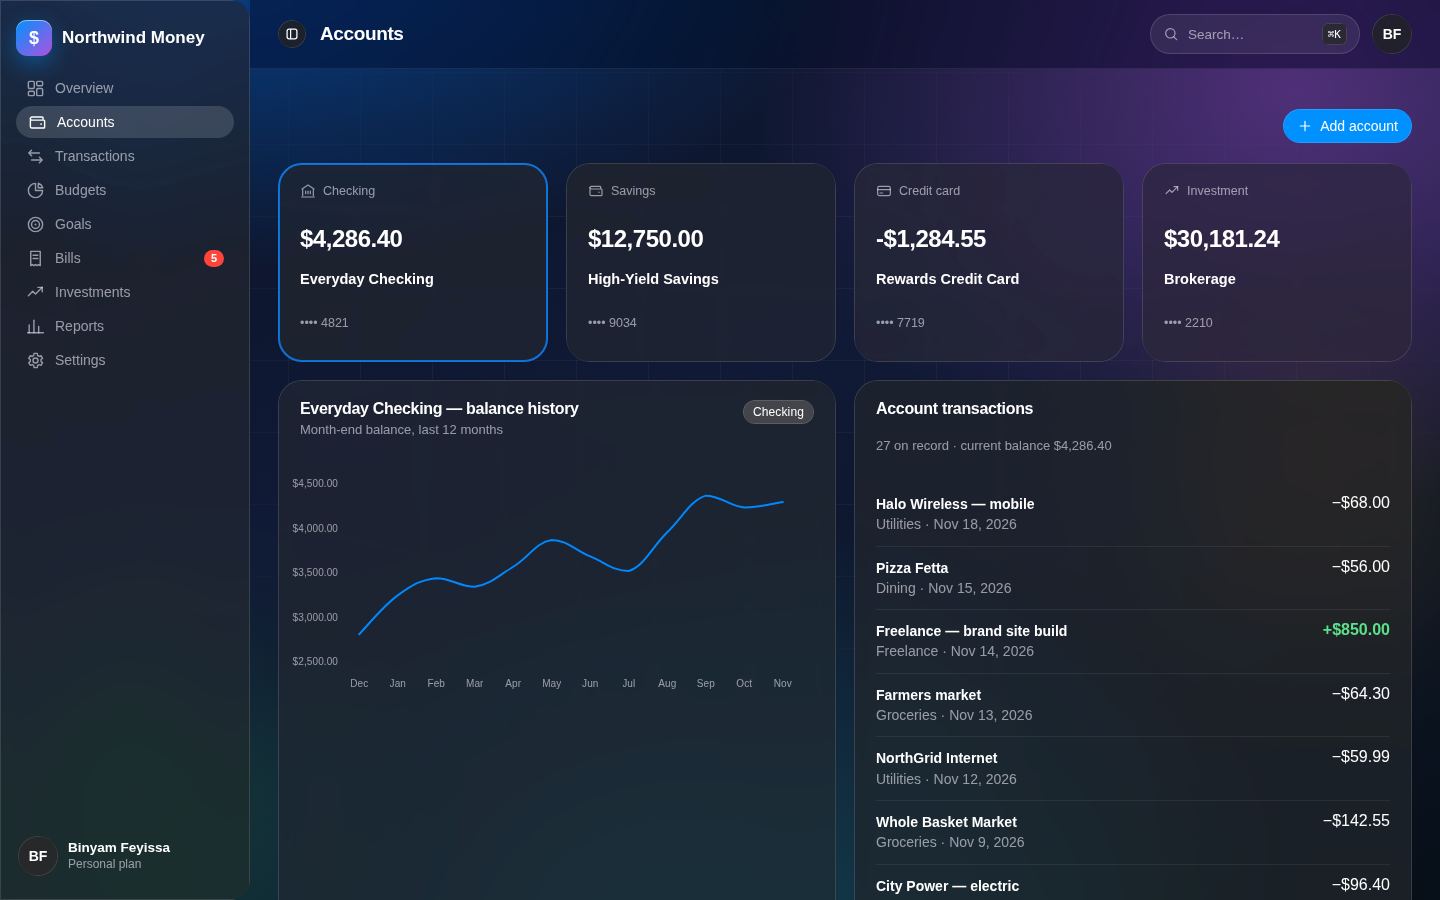 $ Northwind Money
Overview
Accounts
Transactions
Budgets
Goals
Bills 5
Investments
Reports
Settings
BF
Binyam Feyissa
Personal plan
Accounts
Search… ⌘K
BF
Add account
Checking
$4,286.40
Everyday Checking
•••• 4821
Savings
$12,750.00
High-Yield Savings
•••• 9034
Credit card
-$1,284.55
Rewards Credit Card
•••• 7719
Investment
$30,181.24
Brokerage
•••• 2210
Everyday Checking — balance history
Month-end balance, last 12 months
Checking
$4,500.00
$4,000.00
$3,500.00
$3,000.00
$2,500.00
Dec Jan Feb Mar Apr May Jun Jul Aug Sep Oct Nov
Account transactions
27 on record · current balance $4,286.40
Halo Wireless — mobile −$68.00
Utilities · Nov 18, 2026
Pizza Fetta −$56.00
Dining · Nov 15, 2026
Freelance — brand site build +$850.00
Freelance · Nov 14, 2026
Farmers market −$64.30
Groceries · Nov 13, 2026
NorthGrid Internet −$59.99
Utilities · Nov 12, 2026
Whole Basket Market −$142.55
Groceries · Nov 9, 2026
City Power — electric −$96.40